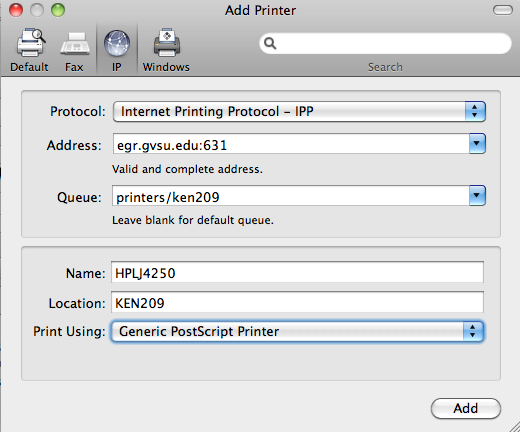 Add Printer
Default Fax IP Windows Search
Protocol: Internet Printing Protocol – IPP
Address: egr.gvsu.edu:631
Valid and complete address.
Queue: printers/ken209
Leave blank for default queue.
Name: HPLJ4250
Location: KEN209
Print Using: Generic PostScript Printer
Add